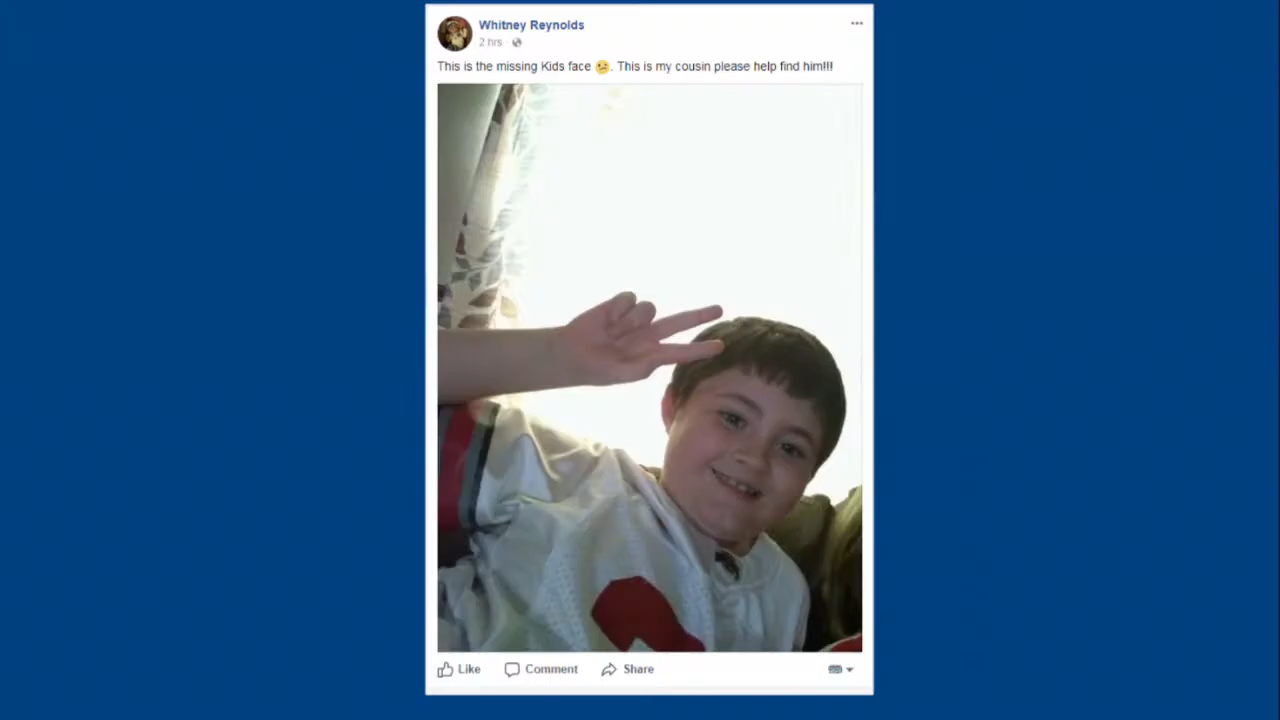 Whitney Reynolds
2 hrs ·
This is the missing Kids face 😕. This is my cousin please help find him!!!
Like Comment Share